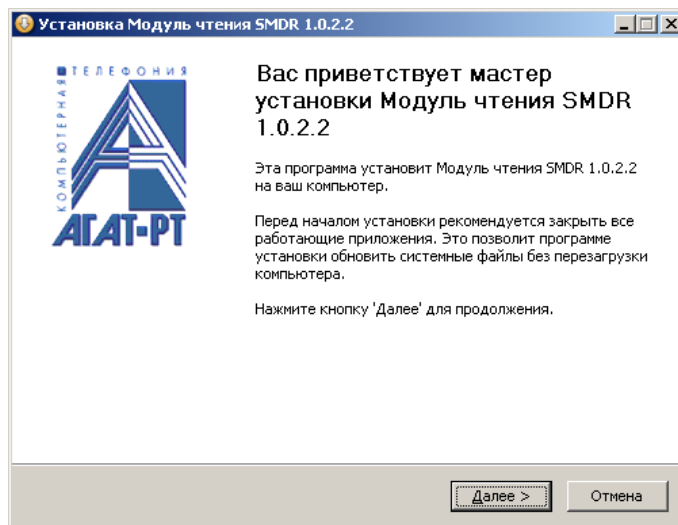 Установка Модуль чтения SMDR 1.0.2.2
ТЕЛЕФОНИЯ
КОМПЬЮТЕРНАЯ
АГАТ-РТ
Вас приветствует мастер
установки Модуль чтения SMDR
1.0.2.2
Эта программа установит Модуль чтения SMDR 1.0.2.2
на ваш компьютер.
Перед началом установки рекомендуется закрыть все
работающие приложения. Это позволит программе
установки обновить системные файлы без перезагрузки
компьютера.
Нажмите кнопку 'Далее' для продолжения.
Далее >
Отмена